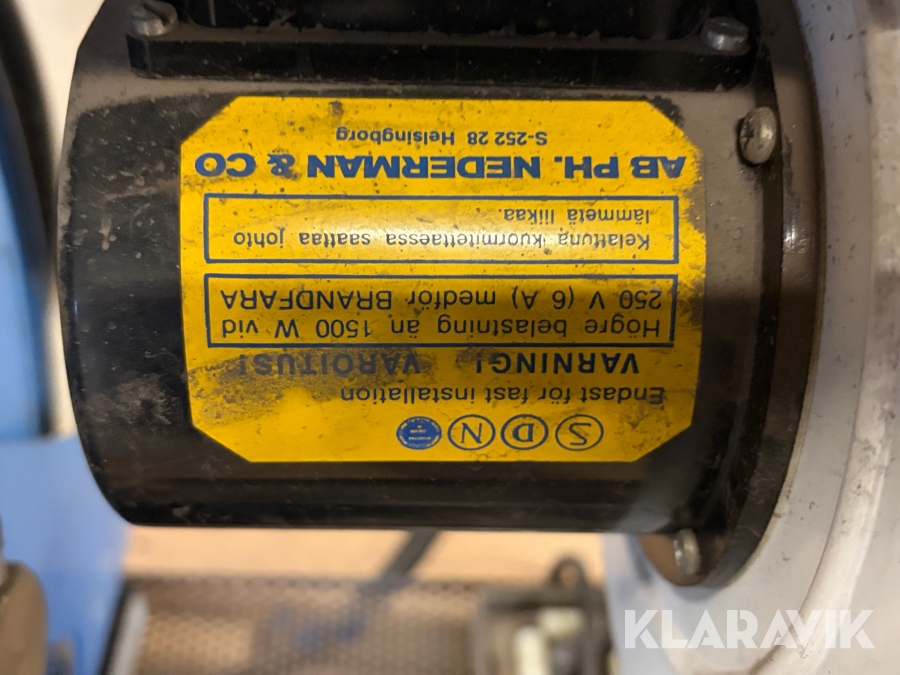 Ⓢ Ⓓ Ⓝ
Endast för fast installation
VARNING! VAROITUS!
Högre belastning än 1500 W vid
250 V (6 A) medför BRANDFARA
Kelattuna kuormitettaessa saattaa johto
lämmetä liikaa.
AB PH. NEDERMAN & CO
S-252 28 Helsingborg
KLARAVIK